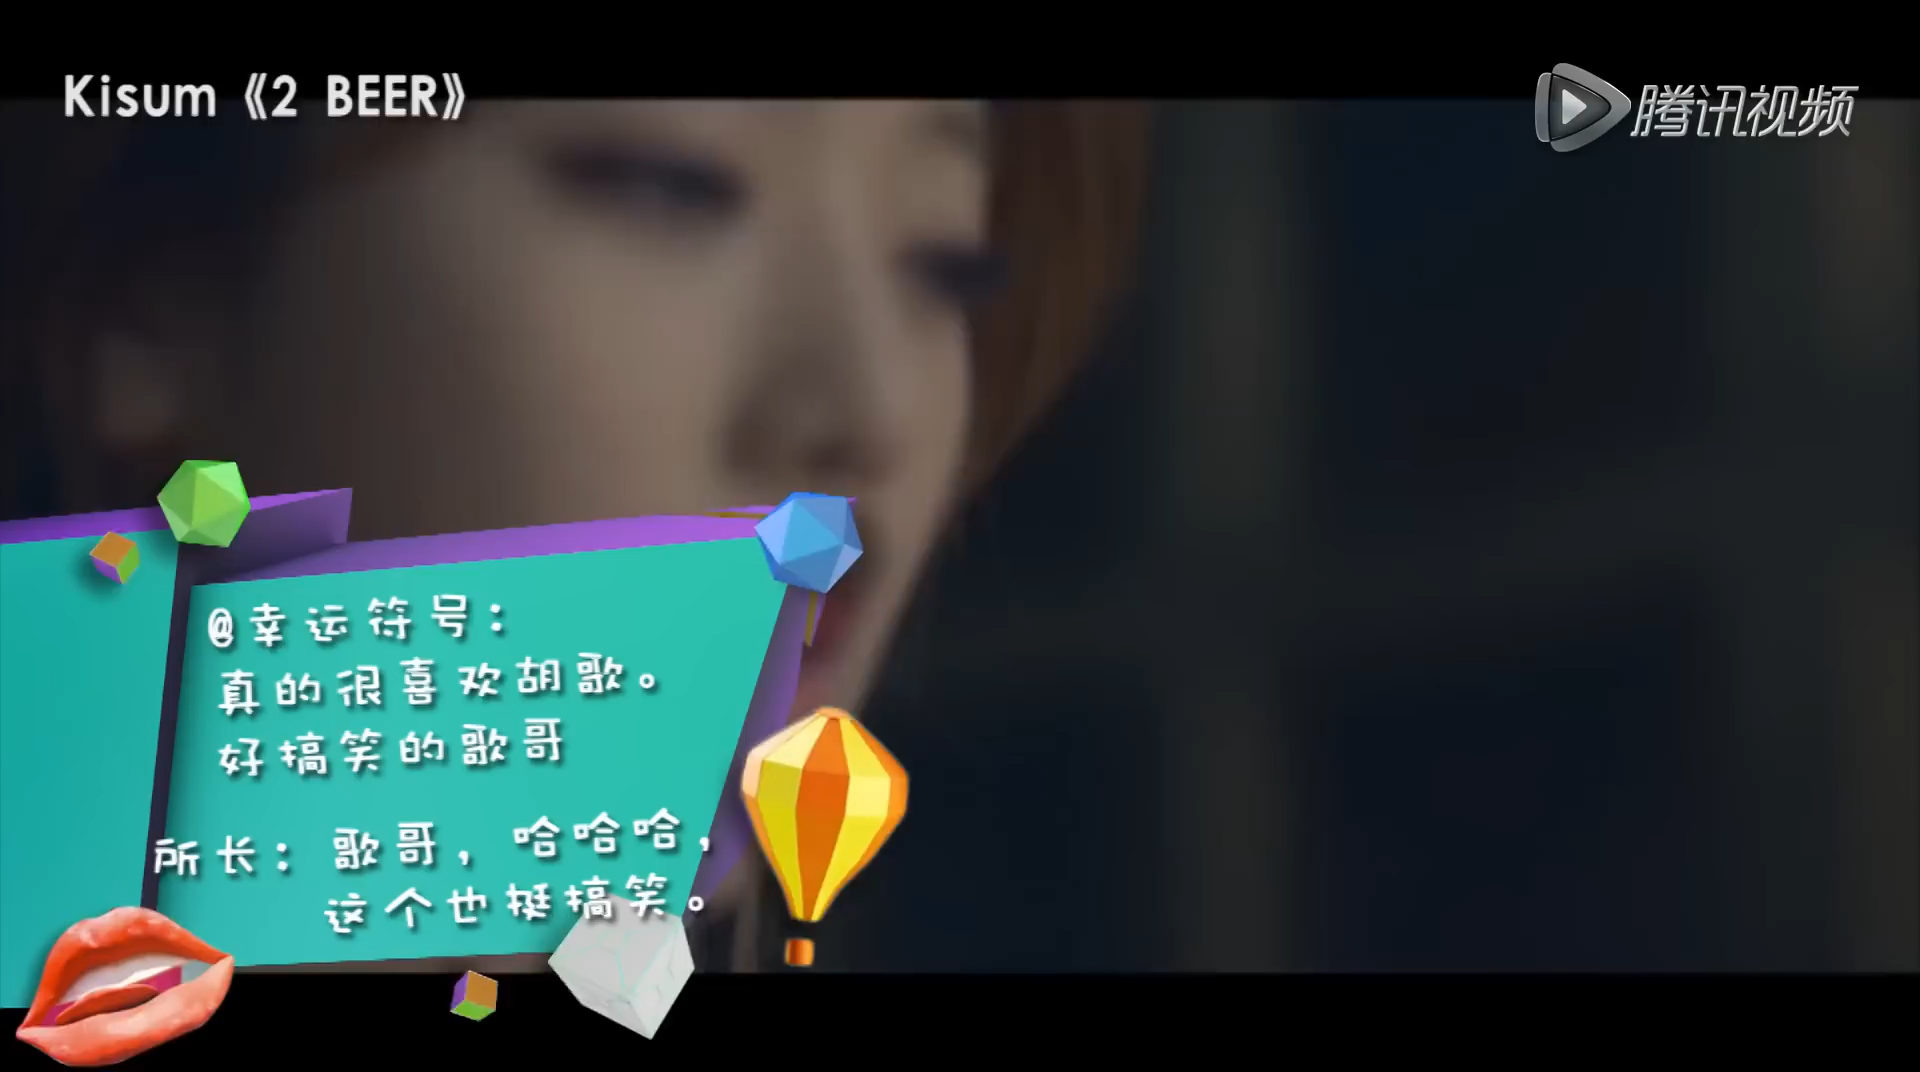 Kisum《2 BEER》
腾讯视频
@幸运符号：
真的很喜欢胡歌。
好搞笑的歌哥
所长：歌哥，哈哈哈，
这个也挺搞笑。